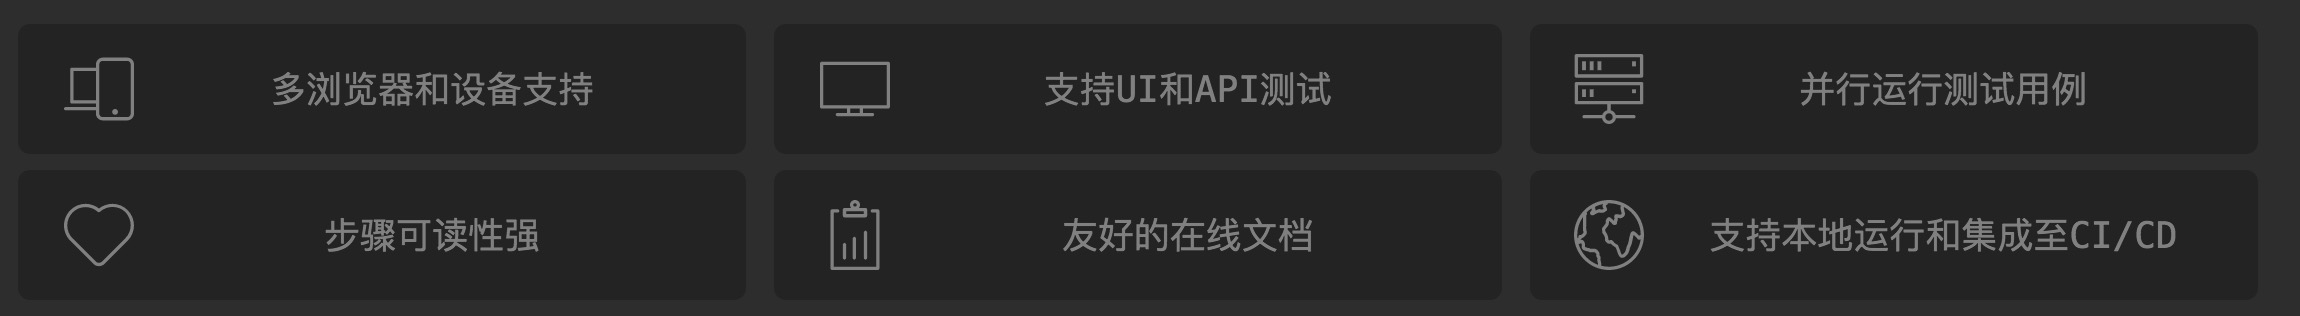 多浏览器和设备支持
支持UI和API测试
并行运行测试用例
步骤可读性强
友好的在线文档
支持本地运行和集成至CI/CD